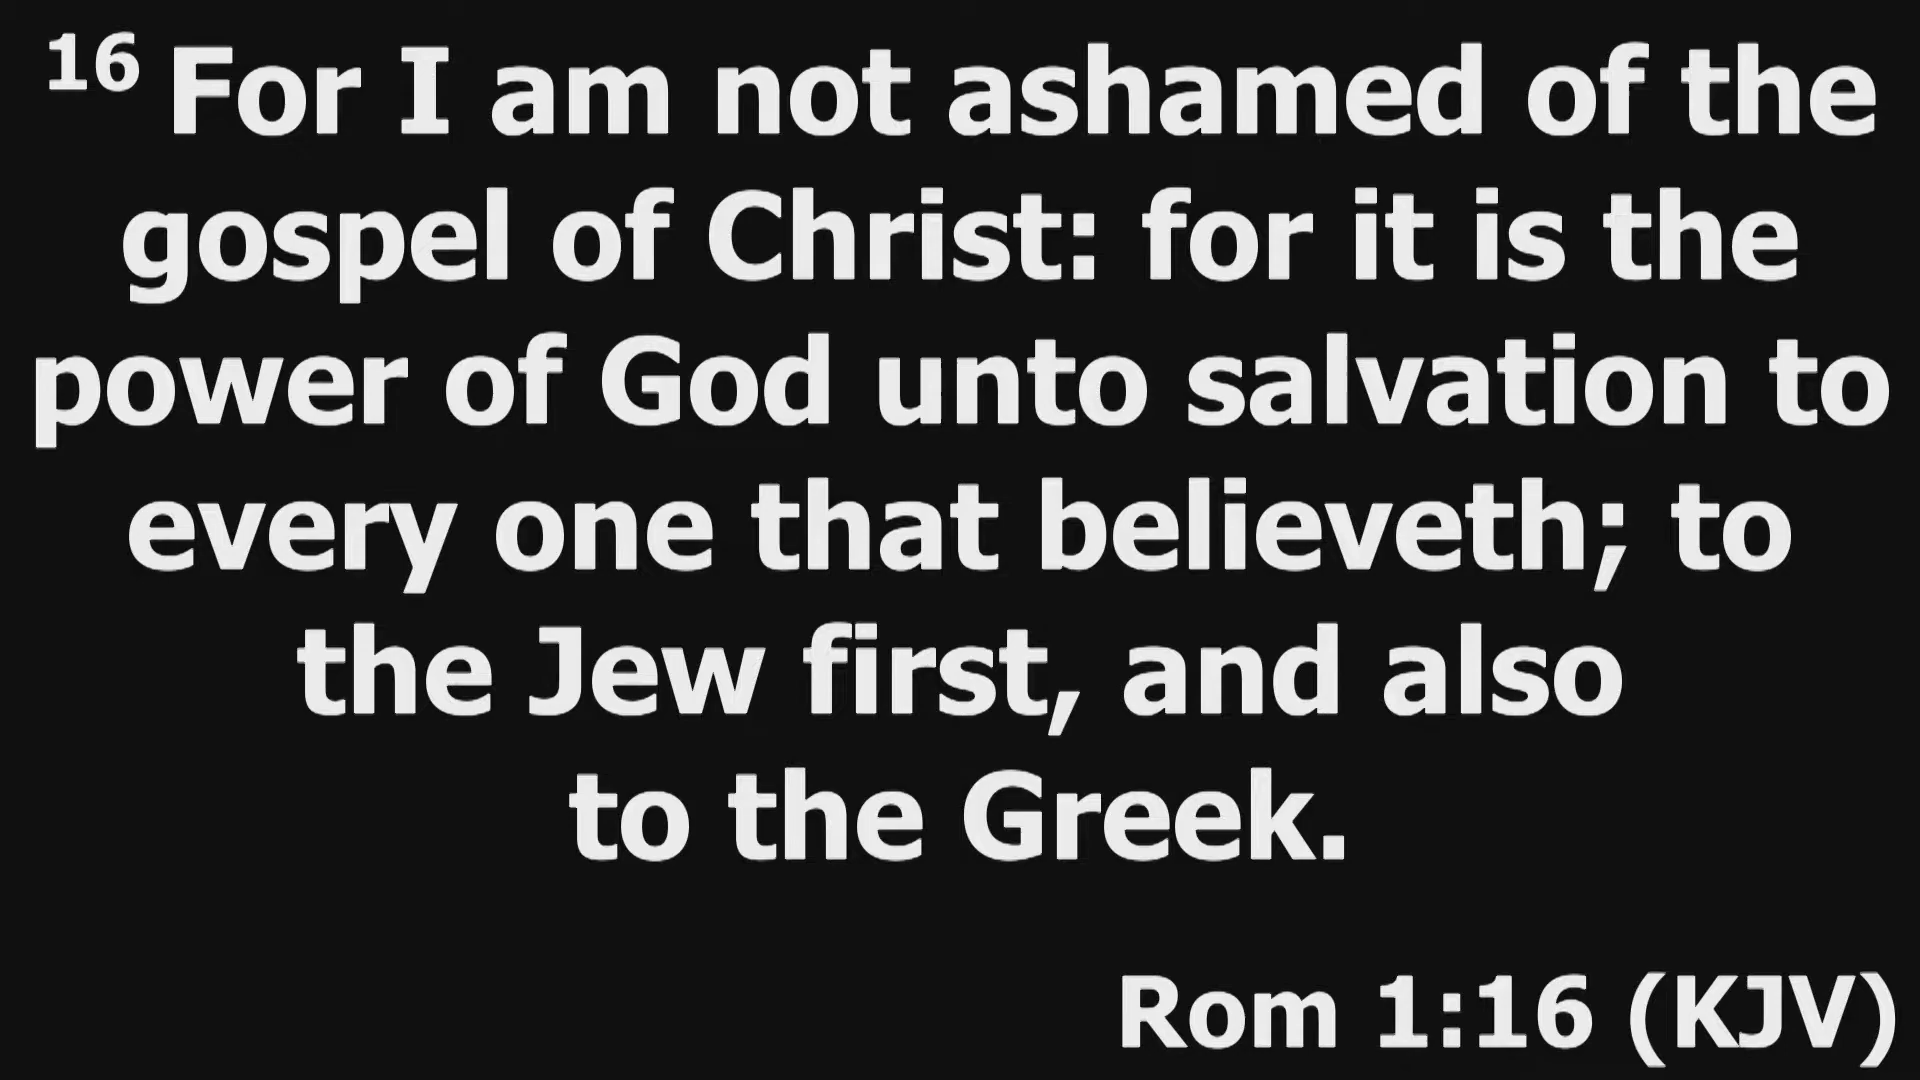 16 For I am not ashamed of the
gospel of Christ: for it is the
power of God unto salvation to
every one that believeth; to
the Jew first, and also
to the Greek.
Rom 1:16 (KJV)